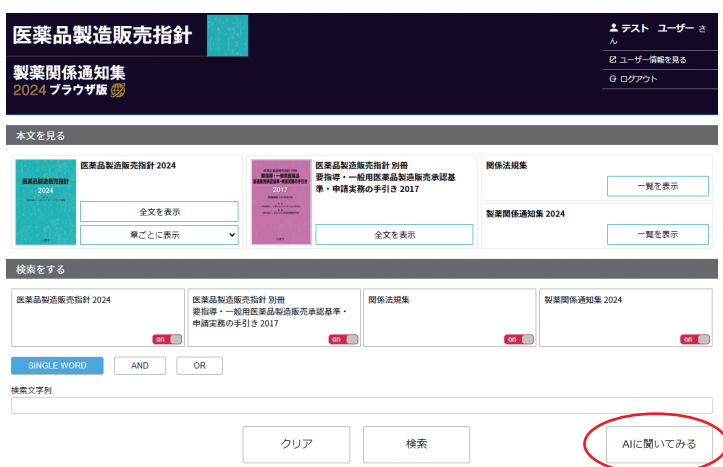 医薬品製造販売指針
製薬関係通知集
2024 ブラウザ版
テスト ユーザー さん
ユーザー情報を見る
ログアウト
本文を見る
医薬品製造販売指針
2024
医薬品製造販売指針 2024
全文を表示
章ごとに表示
2017
医薬品製造販売指針 別冊
要指導・一般用医薬品製造販売承認基
準・申請実務の手引き 2017
全文を表示
関係法規集
一覧を表示
製薬関係通知集 2024
一覧を表示
検索をする
医薬品製造販売指針 2024
on
医薬品製造販売指針 別冊
要指導・一般用医薬品製造販売承認基準・
申請実務の手引き 2017
on
関係法規集
on
製薬関係通知集 2024
on
SINGLE WORD
AND
OR
検索文字列
クリア
検索
AIに聞いてみる